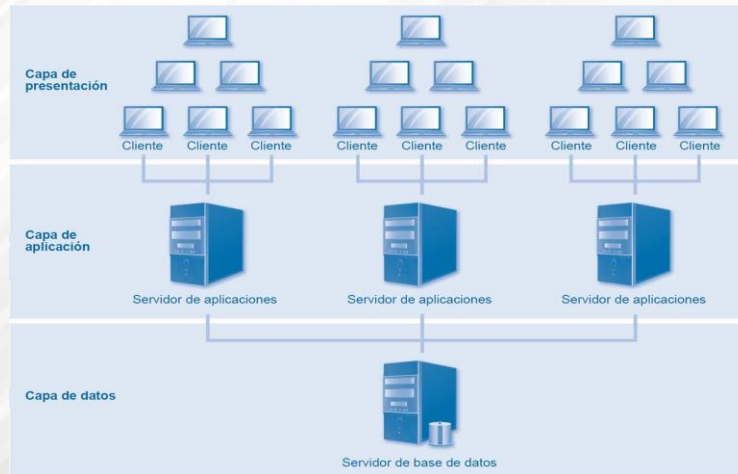 Capa de
presentación
Cliente Cliente Cliente
Cliente Cliente Cliente
Cliente Cliente Cliente
Capa de
aplicación
Servidor de aplicaciones
Servidor de aplicaciones
Servidor de aplicaciones
Capa de datos
Servidor de base de datos